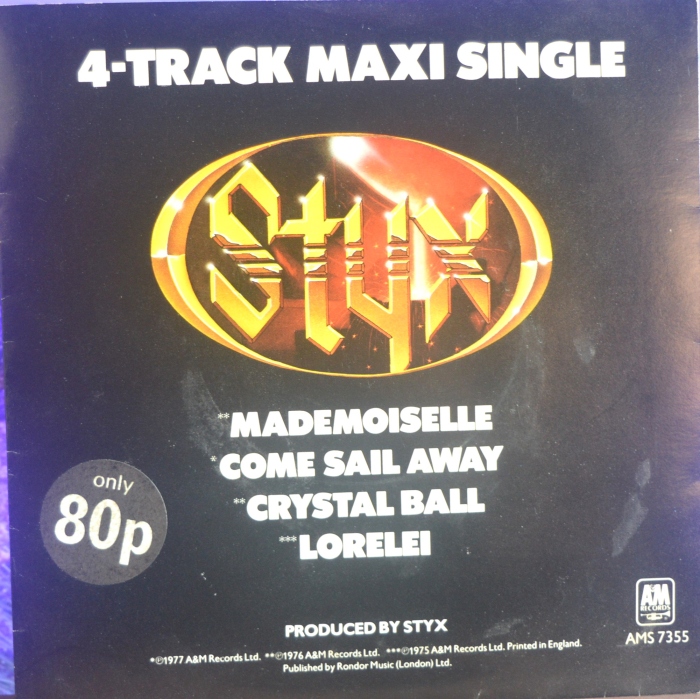 4-TRACK MAXI SINGLE
Styx
**MADEMOISELLE
*COME SAIL AWAY
**CRYSTAL BALL
***LORELEI
only
80p
PRODUCED BY STYX
A&M
RECORDS
AMS 7355
*℗1977 A&M Records Ltd. **℗1976 A&M Records Ltd. ***℗1975 A&M Records Ltd. Printed in England.
Published by Rondor Music (London) Ltd.